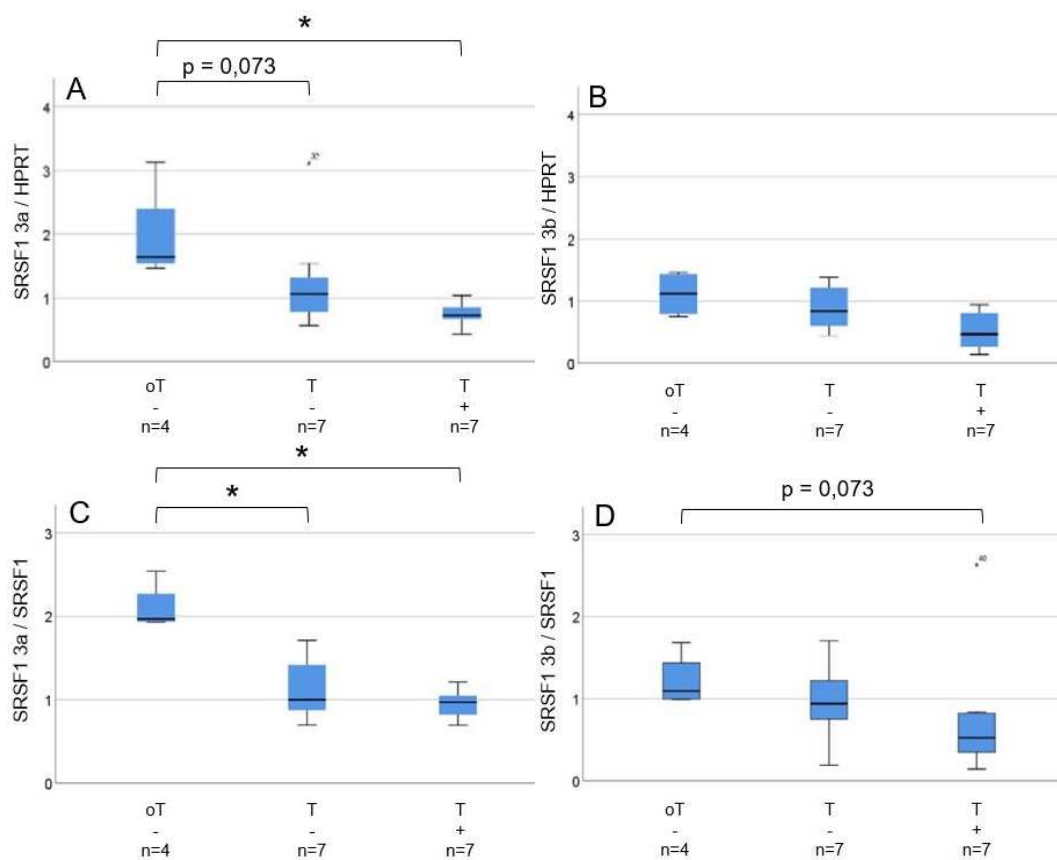 *
p = 0,073
A
SRSF1 3a / HPRT
4
3
2
1
0
oT
T
T
-
-
+
n=4
n=7
n=7
B
SRSF1 3b / HPRT
4
3
2
1
0
oT
T
T
-
-
+
n=4
n=7
n=7
*
*
C
SRSF1 3a / SRSF1
3
2
1
0
oT
T
T
-
-
+
n=4
n=7
n=7
p = 0,073
D
SRSF1 3b / SRSF1
3
2
1
0
40
oT
T
T
-
-
+
n=4
n=7
n=7